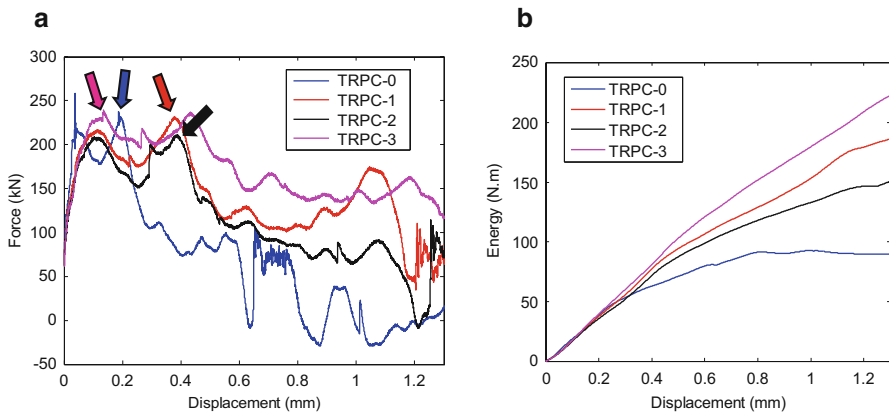 a
300
250
200
150
100
50
0
-50
Force (kN)
0 0.2 0.4 0.6 0.8 1 1.2
Displacement (mm)
TRPC-0
TRPC-1
TRPC-2
TRPC-3
b
250
200
150
100
50
0
Energy (N.m)
0 0.2 0.4 0.6 0.8 1 1.2
Displacement (mm)
TRPC-0
TRPC-1
TRPC-2
TRPC-3